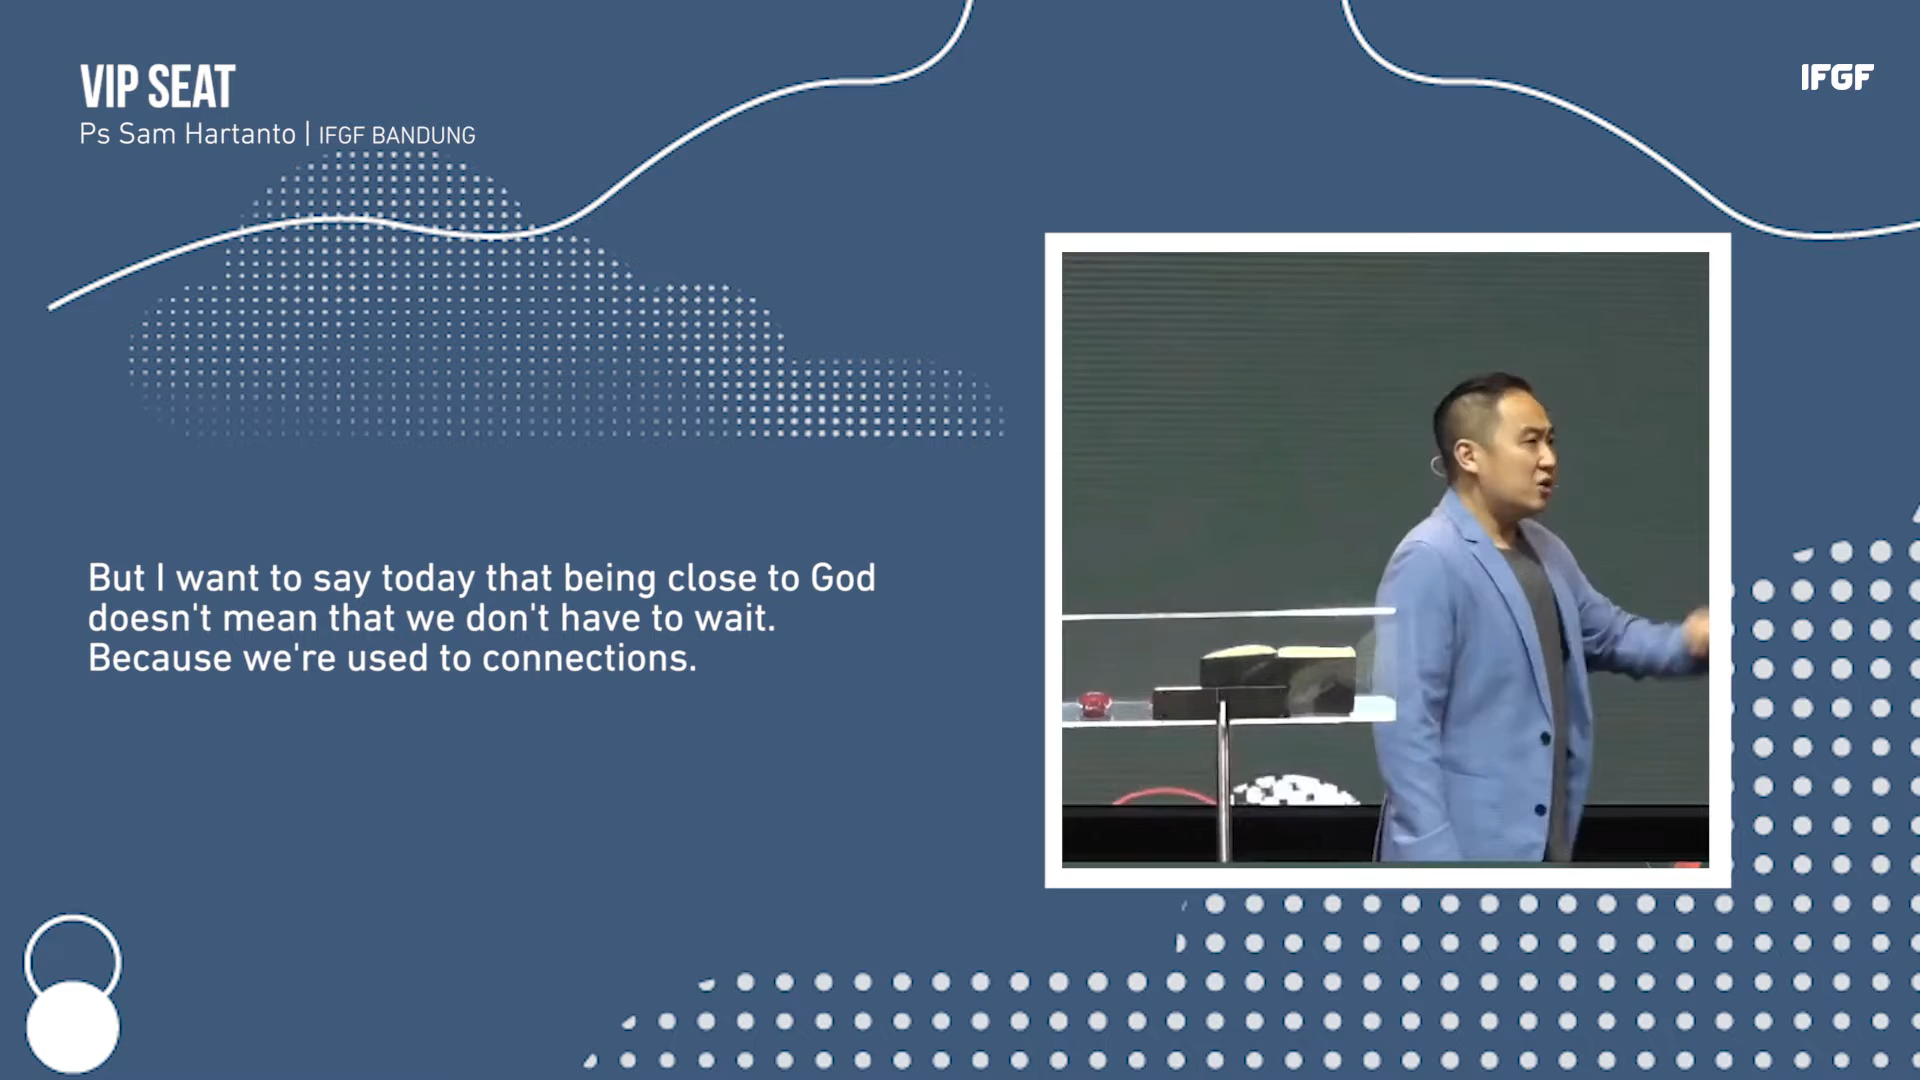 VIP SEAT
Ps Sam Hartanto | IFGF BANDUNG
IFGF
But I want to say today that being close to God
doesn't mean that we don't have to wait.
Because we're used to connections.